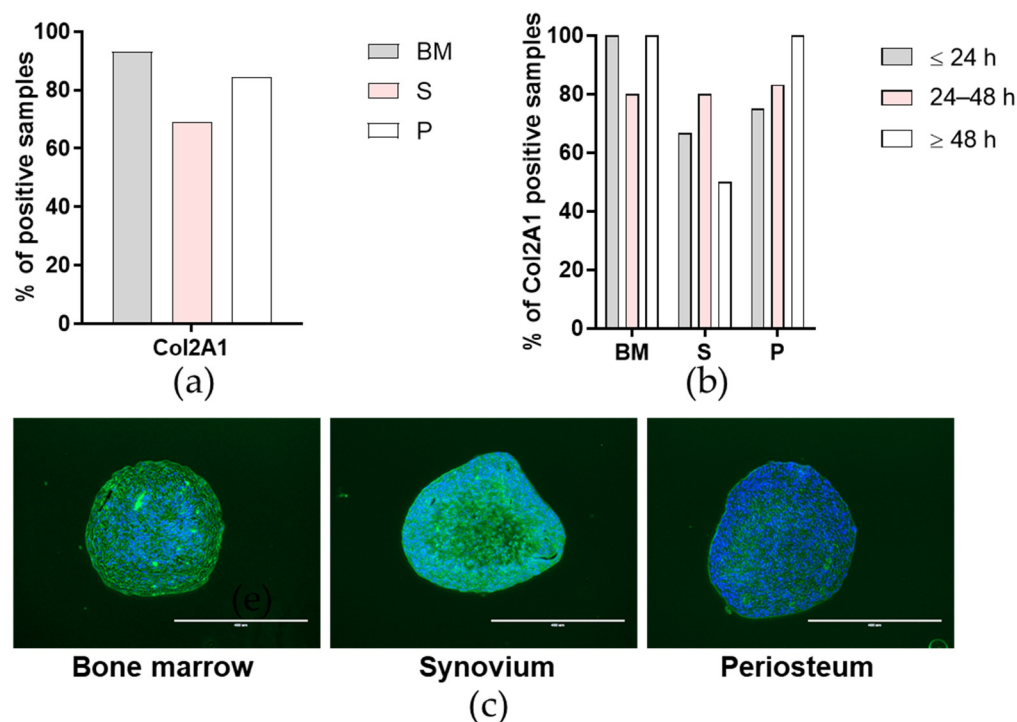 % of positive samples
100
80
60
40
20
0
Col2A1
BM
S
P
(a)
% of Col2A1 positive samples
100
80
60
40
20
0
BM S P
≤ 24 h
24–48 h
≥ 48 h
(b)
(e)
Bone marrow Synovium Periosteum
(c)